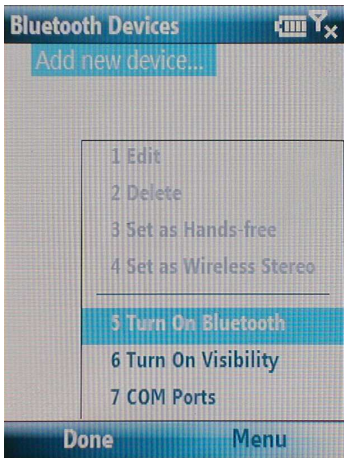 Bluetooth Devices
Add new device...
1 Edit
2 Delete
3 Set as Hands-free
4 Set as Wireless Stereo
5 Turn On Bluetooth
6 Turn On Visibility
7 COM Ports
Done Menu